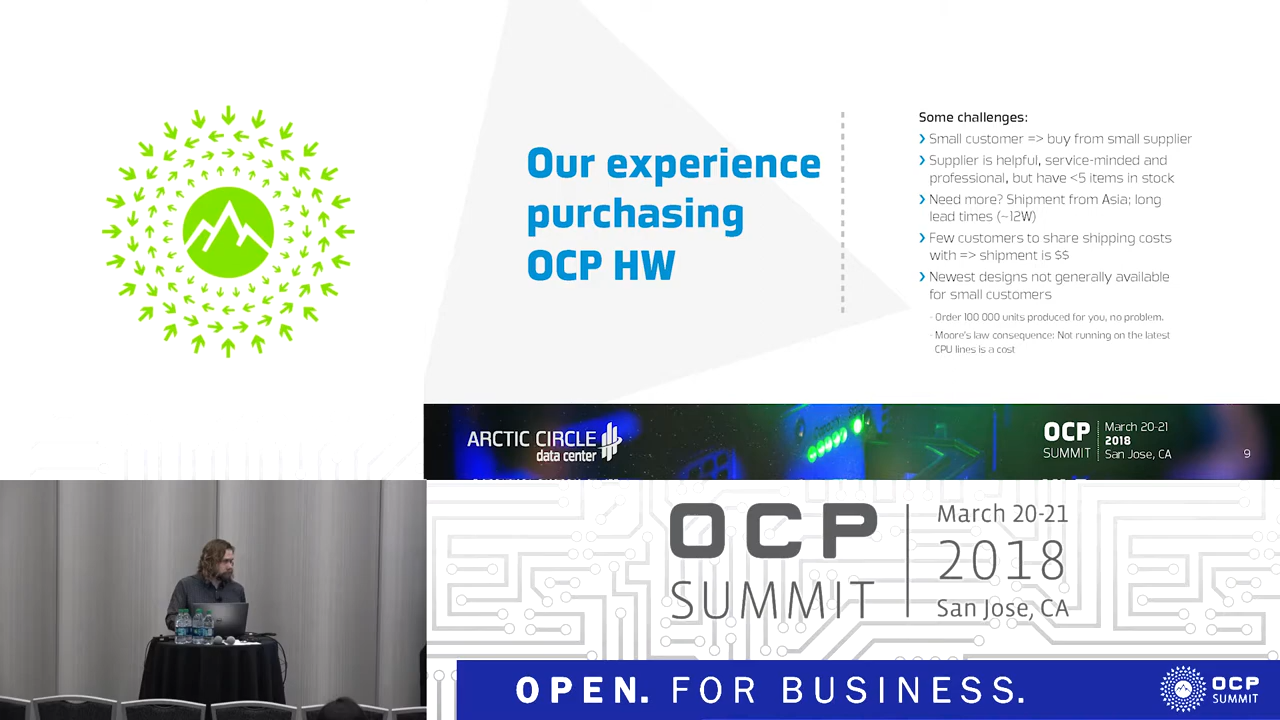 Our experience
purchasing
OCP HW
Some challenges:
Small customer => buy from small supplier
Supplier is helpful, service-minded and
professional, but have <5 items in stock
Need more? Shipment from Asia; long
lead times (~12W)
Few customers to share shipping costs
with => shipment is $$
Newest designs not generally available
for small customers
- Order 100 000 units produced for you, no problem.
- Moore's law consequence: Not running on the latest
CPU lines is a cost
ARCTIC CIRCLE
data center
OCP
SUMMIT
March 20-21
2018
San Jose, CA
9
OCP
SUMMIT
March 20-21
2018
San Jose, CA
OPEN. FOR BUSINESS.
OCP
SUMMIT